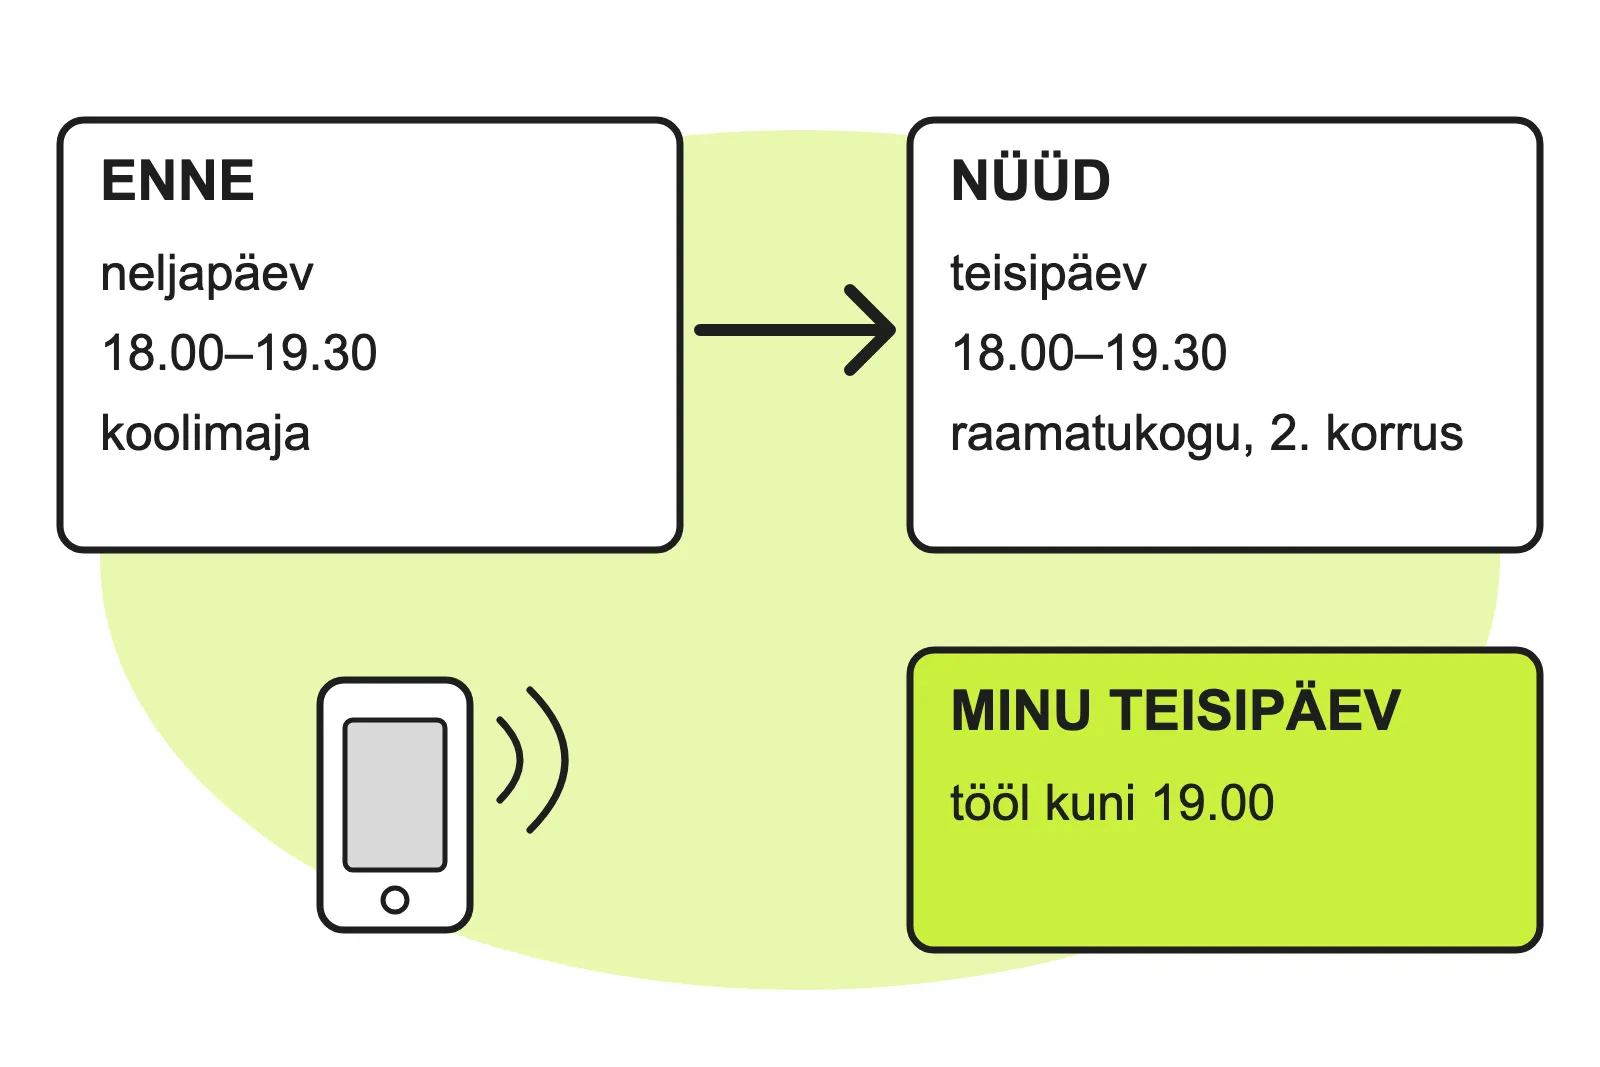 ENNE
neljapäev
18.00–19.30
koolimaja
NÜÜD
teisipäev
18.00–19.30
raamatukogu, 2. korrus
MINU TEISIPÄEV
tööl kuni 19.00